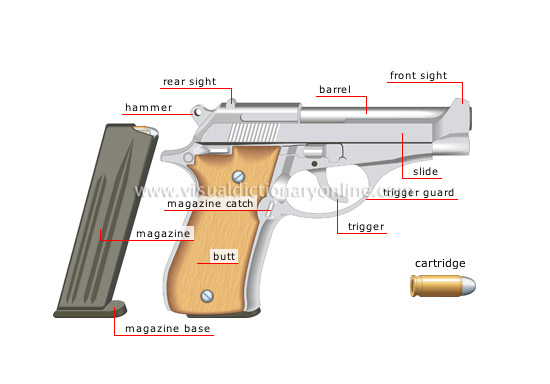 front sight
rear sight
barrel
hammer
slide
www.visualdictionaryonline.com
trigger guard
magazine catch
trigger
magazine
butt
cartridge
magazine base